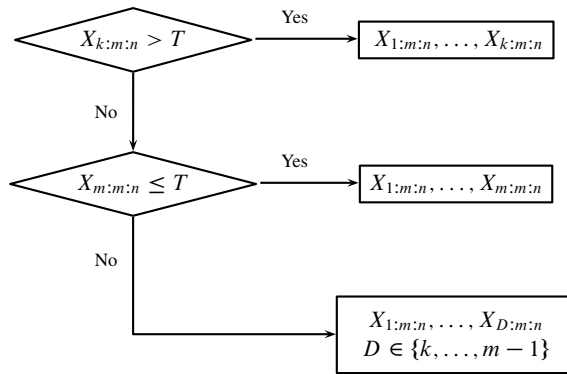 X_{k:m:n} > T
Yes
X_{1:m:n}, . . . , X_{k:m:n}
No
X_{m:m:n} ≤ T
Yes
X_{1:m:n}, . . . , X_{m:m:n}
No
X_{1:m:n}, . . . , X_{D:m:n}
D ∈ {k, . . . , m − 1}